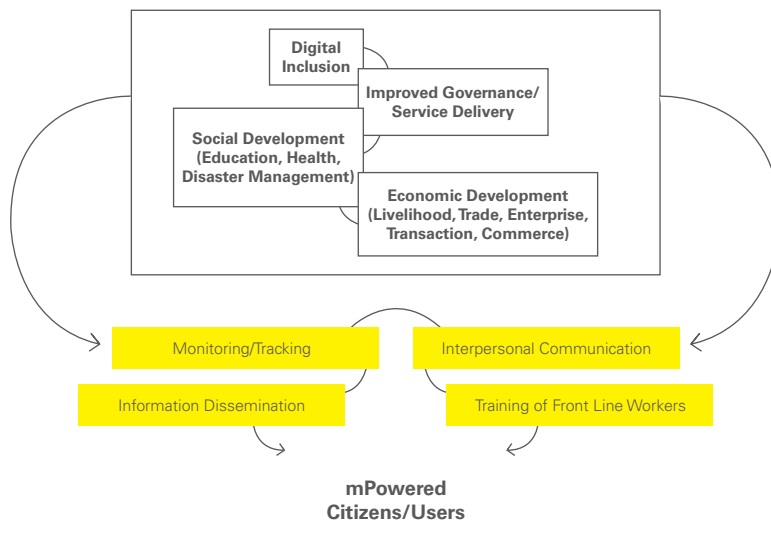 Digital
Inclusion
Improved Governance/
Service Delivery
Social Development
(Education, Health,
Disaster Management)
Economic Development
(Livelihood, Trade, Enterprise,
Transaction, Commerce)
Monitoring/Tracking
Interpersonal Communication
Information Dissemination
Training of Front Line Workers
mPowered
Citizens/Users